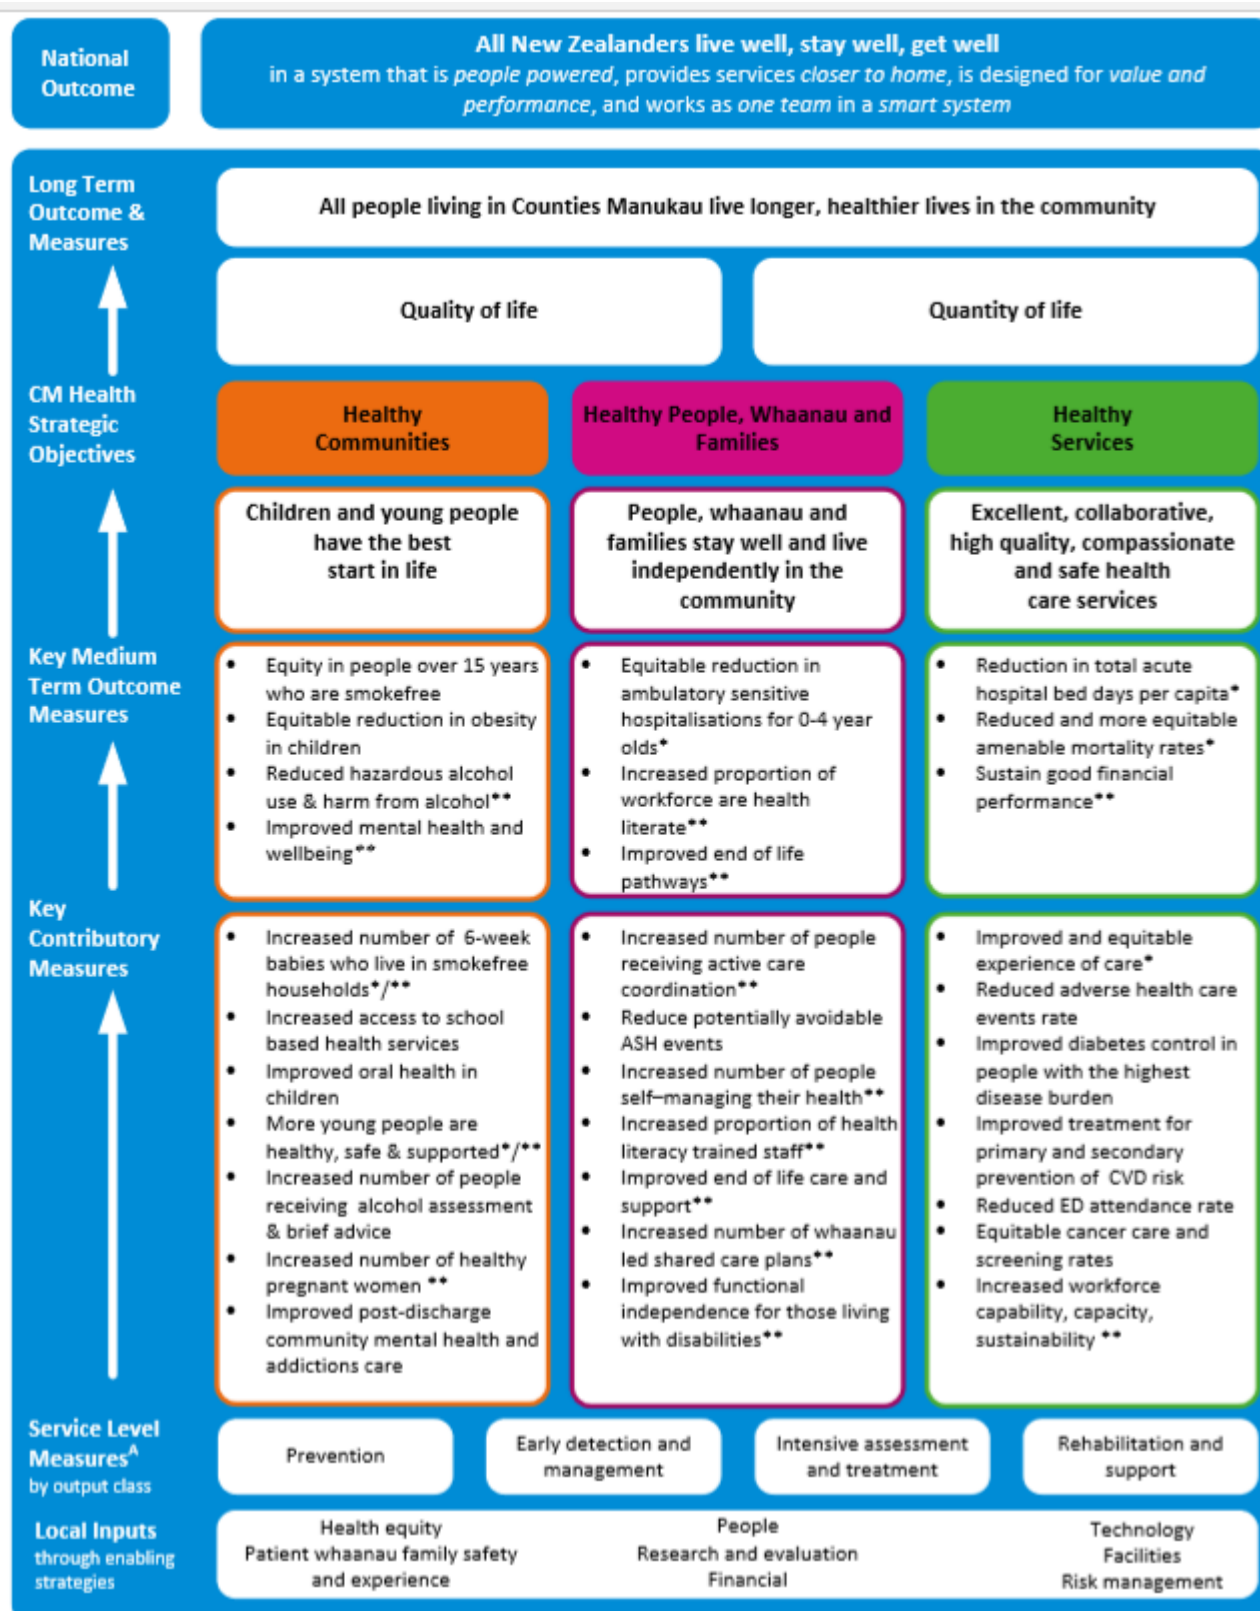 National
Outcome
All New Zealanders live well, stay well, get well
in a system that is people powered, provides services closer to home, is designed for value and
performance, and works as one team in a smart system
Long Term
Outcome &
Measures
All people living in Counties Manukau live longer, healthier lives in the community
Quality of life
Quantity of life
CM Health
Strategic
Objectives
Healthy
Communities
Healthy People, Whaanau and
Families
Healthy
Services
Children and young people
have the best
start in life
People, whaanau and
families stay well and live
independently in the
community
Excellent, collaborative,
high quality, compassionate
and safe health
care services
Key Medium
Term Outcome
Measures
• Equity in people over 15 years
who are smokefree
• Equitable reduction in obesity
in children
• Reduced hazardous alcohol
use & harm from alcohol**
• Improved mental health and
wellbeing**
• Equitable reduction in
ambulatory sensitive
hospitalisations for 0-4 year
olds*
• Increased proportion of
workforce are health
literate**
• Improved end of life
pathways**
• Reduction in total acute
hospital bed days per capita*
• Reduced and more equitable
amenable mortality rates*
• Sustain good financial
performance**
Key
Contributory
Measures
• Increased number of 6-week
babies who live in smokefree
households*/**
• Increased access to school
based health services
• Improved oral health in
children
• More young people are
healthy, safe & supported*/**
• Increased number of people
receiving alcohol assessment
& brief advice
• Increased number of healthy
pregnant women **
• Improved post-discharge
community mental health and
addictions care
• Increased number of people
receiving active care
coordination**
• Reduce potentially avoidable
ASH events
• Increased number of people
self–managing their health**
• Increased proportion of health
literacy trained staff**
• Improved end of life care and
support**
• Increased number of whaanau
led shared care plans**
• Improved functional
independence for those living
with disabilities**
• Improved and equitable
experience of care*
• Reduced adverse health care
events rate
• Improved diabetes control in
people with the highest
disease burden
• Improved treatment for
primary and secondary
prevention of CVD risk
• Reduced ED attendance rate
• Equitable cancer care and
screening rates
• Increased workforce
capability, capacity,
sustainability **
Service Level
Measures^A
by output class
Prevention
Early detection and
management
Intensive assessment
and treatment
Rehabilitation and
support
Local Inputs
through enabling
strategies
Health equity
Patient whaanau family safety
and experience
People
Research and evaluation
Financial
Technology
Facilities
Risk management